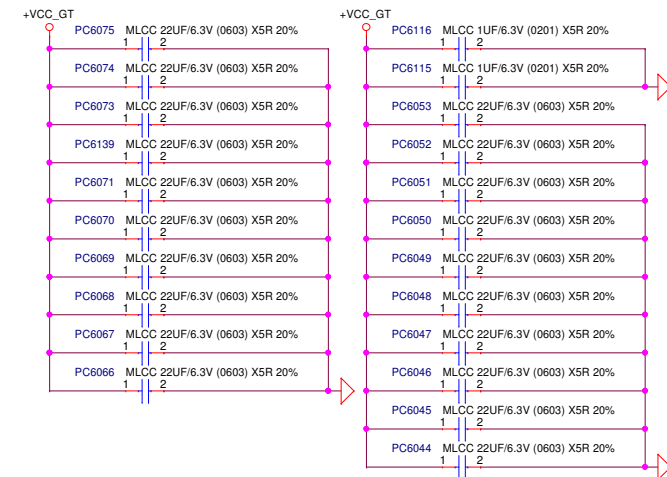 +VCC_GT
PC6075 MLCC 22UF/6.3V (0603) X5R 20%
1 2
PC6074 MLCC 22UF/6.3V (0603) X5R 20%
1 2
PC6073 MLCC 22UF/6.3V (0603) X5R 20%
1 2
PC6139 MLCC 22UF/6.3V (0603) X5R 20%
1 2
PC6071 MLCC 22UF/6.3V (0603) X5R 20%
1 2
PC6070 MLCC 22UF/6.3V (0603) X5R 20%
1 2
PC6069 MLCC 22UF/6.3V (0603) X5R 20%
1 2
PC6068 MLCC 22UF/6.3V (0603) X5R 20%
1 2
PC6067 MLCC 22UF/6.3V (0603) X5R 20%
1 2
PC6066 MLCC 22UF/6.3V (0603) X5R 20%
1 2
+VCC_GT
PC6116 MLCC 1UF/6.3V (0201) X5R 20%
1 2
PC6115 MLCC 1UF/6.3V (0201) X5R 20%
1 2
PC6053 MLCC 22UF/6.3V (0603) X5R 20%
1 2
PC6052 MLCC 22UF/6.3V (0603) X5R 20%
1 2
PC6051 MLCC 22UF/6.3V (0603) X5R 20%
1 2
PC6050 MLCC 22UF/6.3V (0603) X5R 20%
1 2
PC6049 MLCC 22UF/6.3V (0603) X5R 20%
1 2
PC6048 MLCC 22UF/6.3V (0603) X5R 20%
1 2
PC6047 MLCC 22UF/6.3V (0603) X5R 20%
1 2
PC6046 MLCC 22UF/6.3V (0603) X5R 20%
1 2
PC6045 MLCC 22UF/6.3V (0603) X5R 20%
1 2
PC6044 MLCC 22UF/6.3V (0603) X5R 20%
1 2